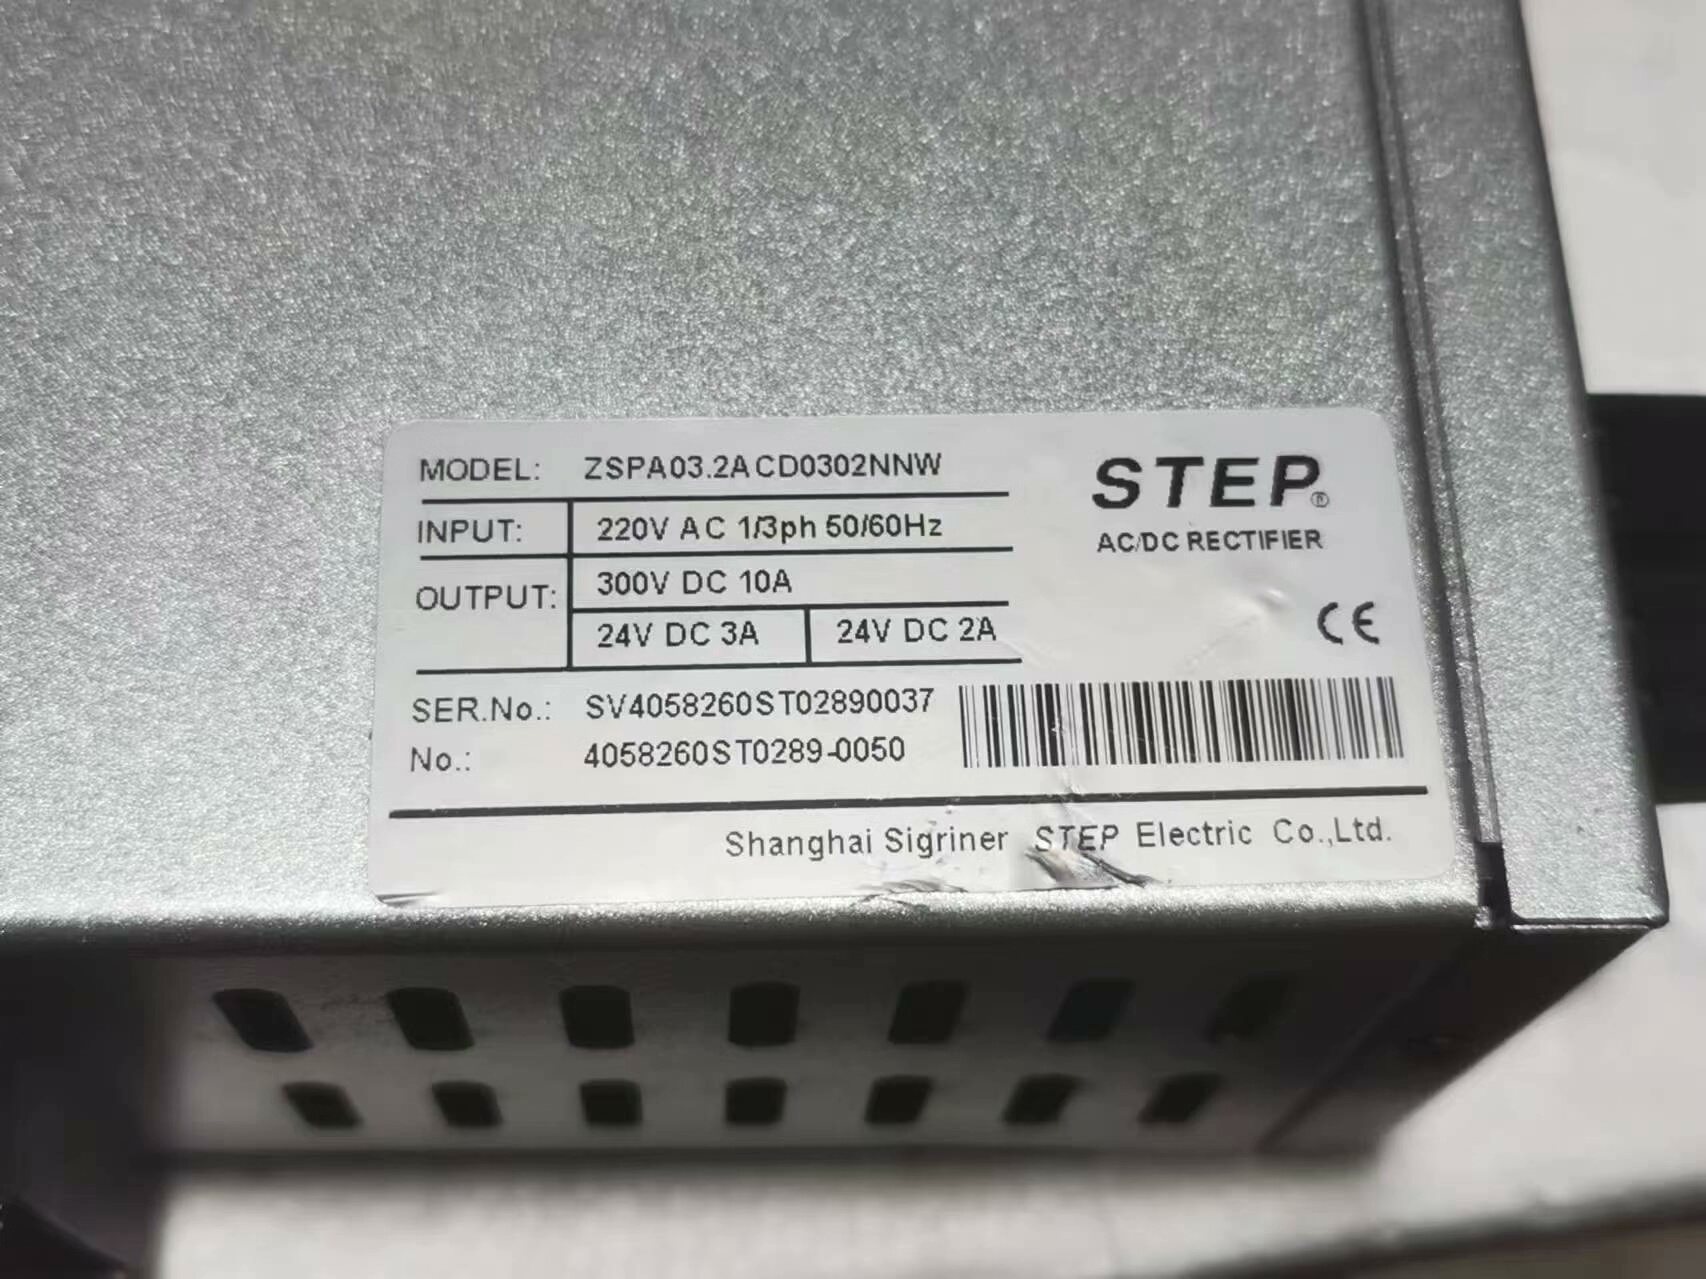 MODEL: ZSPA03.2ACD0302NNW
STEP®
INPUT: 220V AC 1/3ph 50/60Hz
AC/DC RECTIFIER
OUTPUT: 300V DC 10A
24V DC 3A 24V DC 2A
CE
SER.No.: SV4058260ST02890037
No.: 4058260ST0289-0050
Shanghai Sigriner STEP Electric Co.,Ltd.